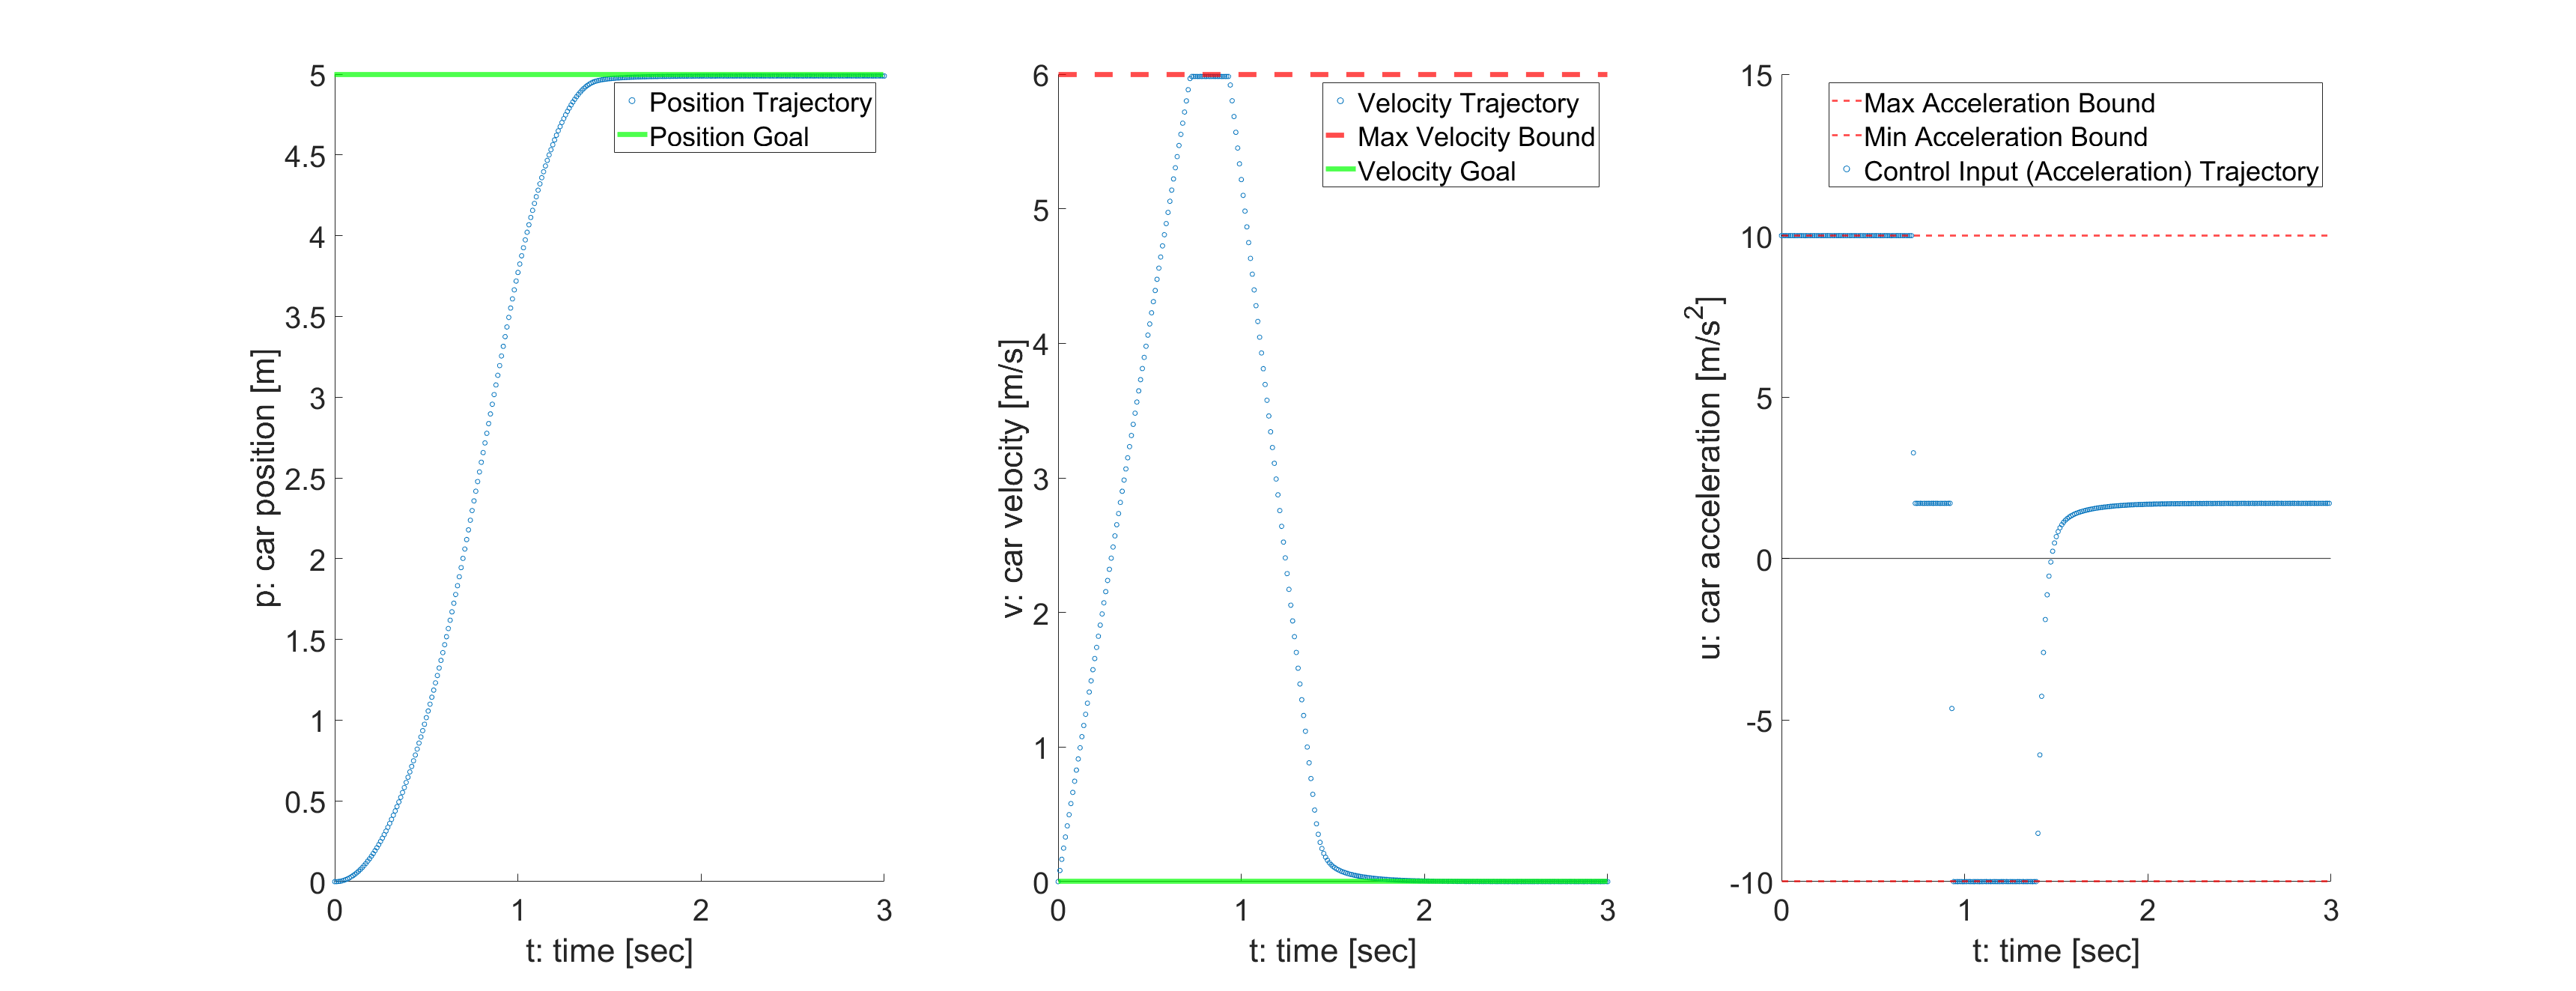 5
4.5
4
3.5
3
2.5
2
1.5
1
0.5
0
0
1
2
3
p: car position [m]
t: time [sec]
Position Trajectory
Position Goal
6
5
4
3
2
1
0
0
1
2
3
v: car velocity [m/s]
t: time [sec]
Velocity Trajectory
Max Velocity Bound
Velocity Goal
15
10
5
0
-5
-10
0
1
2
3
u: car acceleration [m/s²]
t: time [sec]
Max Acceleration Bound
Min Acceleration Bound
Control Input (Acceleration) Trajectory